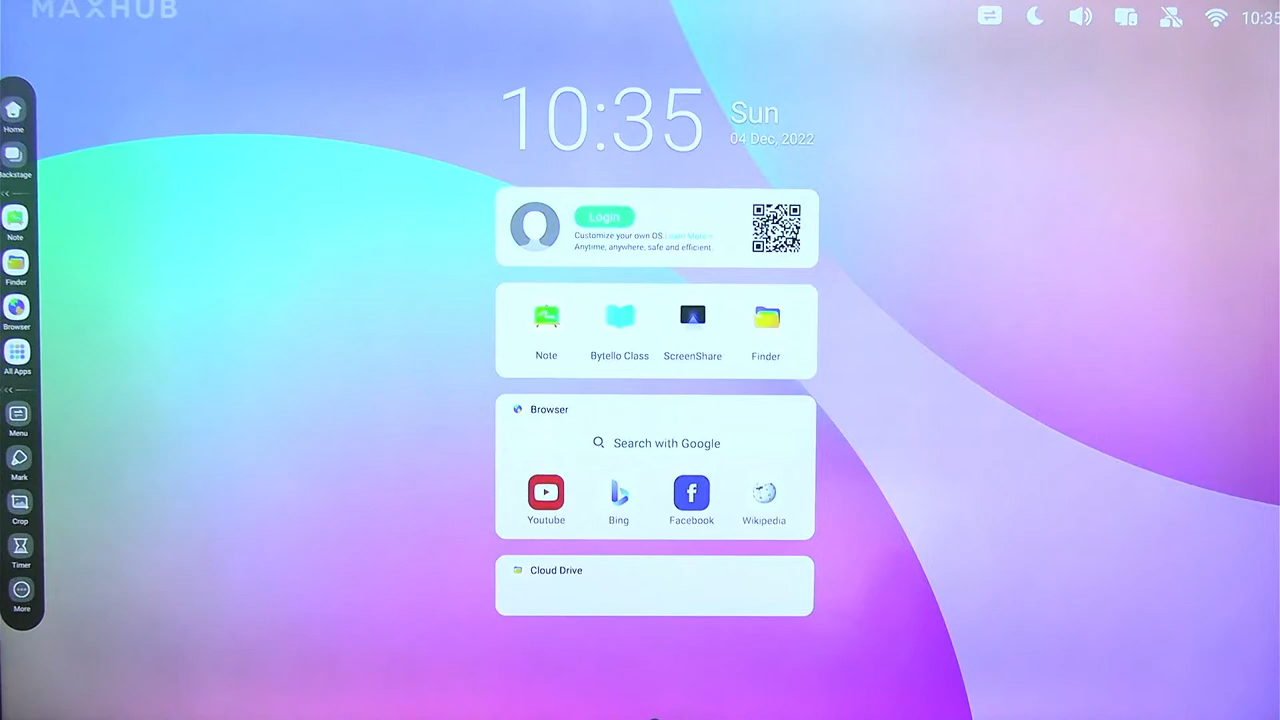 MAXHUB
10:35
10:35
Sun
04 Dec, 2022
Home
Backstage
Note
Finder
Browser
All Apps
Menu
Mark
Crop
Timer
More
Login
Customize your own OS Learn More >
Anytime, anywhere, safe and efficient.
Note
Bytello Class
ScreenShare
Finder
Browser
Search with Google
Youtube
Bing
Facebook
Wikipedia
Cloud Drive